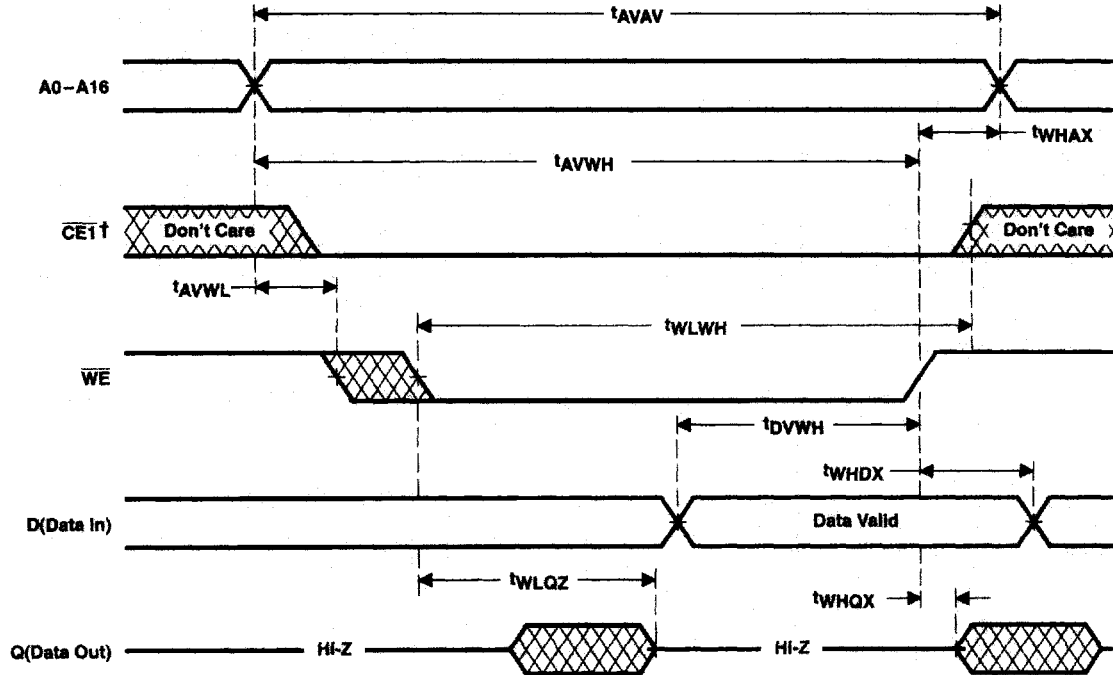 tAVAV
A0–A16
tWHAX
tAVWH
CE1†
Don't Care
Don't Care
tAVWL
tWLWH
WE
tDVWH
tWHDX
D(Data In)
Data Valid
tWLQZ
tWHQX
Q(Data Out)
HI-Z
HI-Z